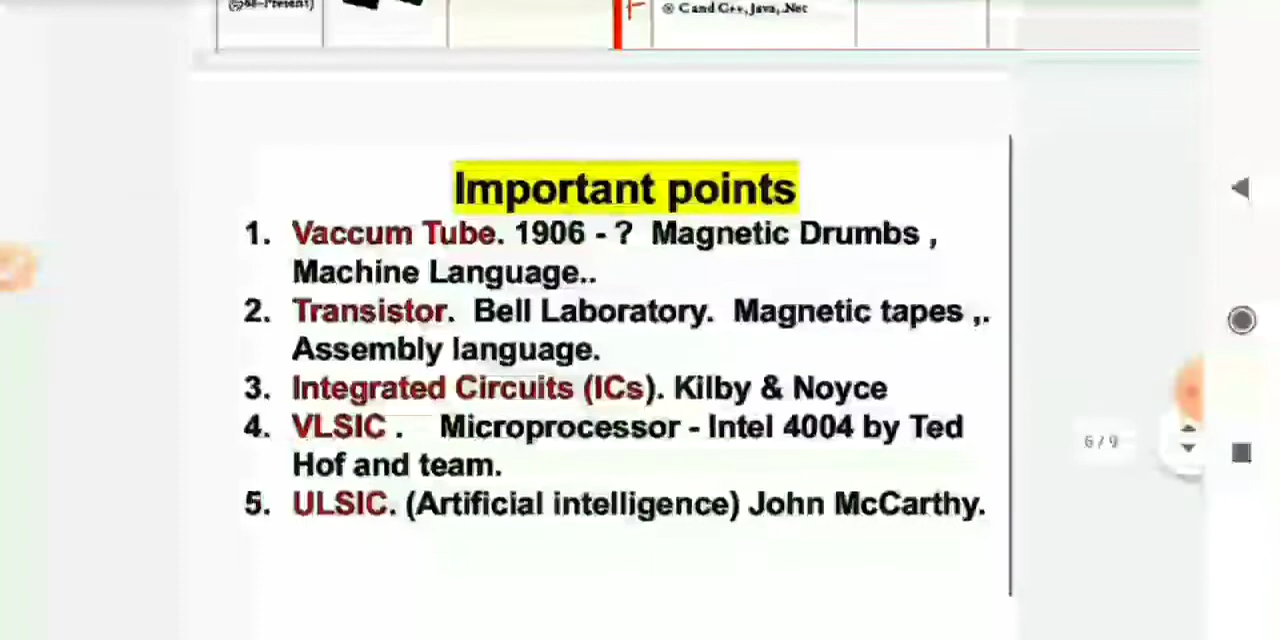 -Present)
C and C++, Java, .Net
Important points
1. Vaccum Tube. 1906 - ? Magnetic Drumbs ,
Machine Language..
2. Transistor. Bell Laboratory. Magnetic tapes ,.
Assembly language.
3. Integrated Circuits (ICs). Kilby & Noyce
4. VLSIC . Microprocessor - Intel 4004 by Ted
Hof and team.
5. ULSIC. (Artificial intelligence) John McCarthy.
6 / 9